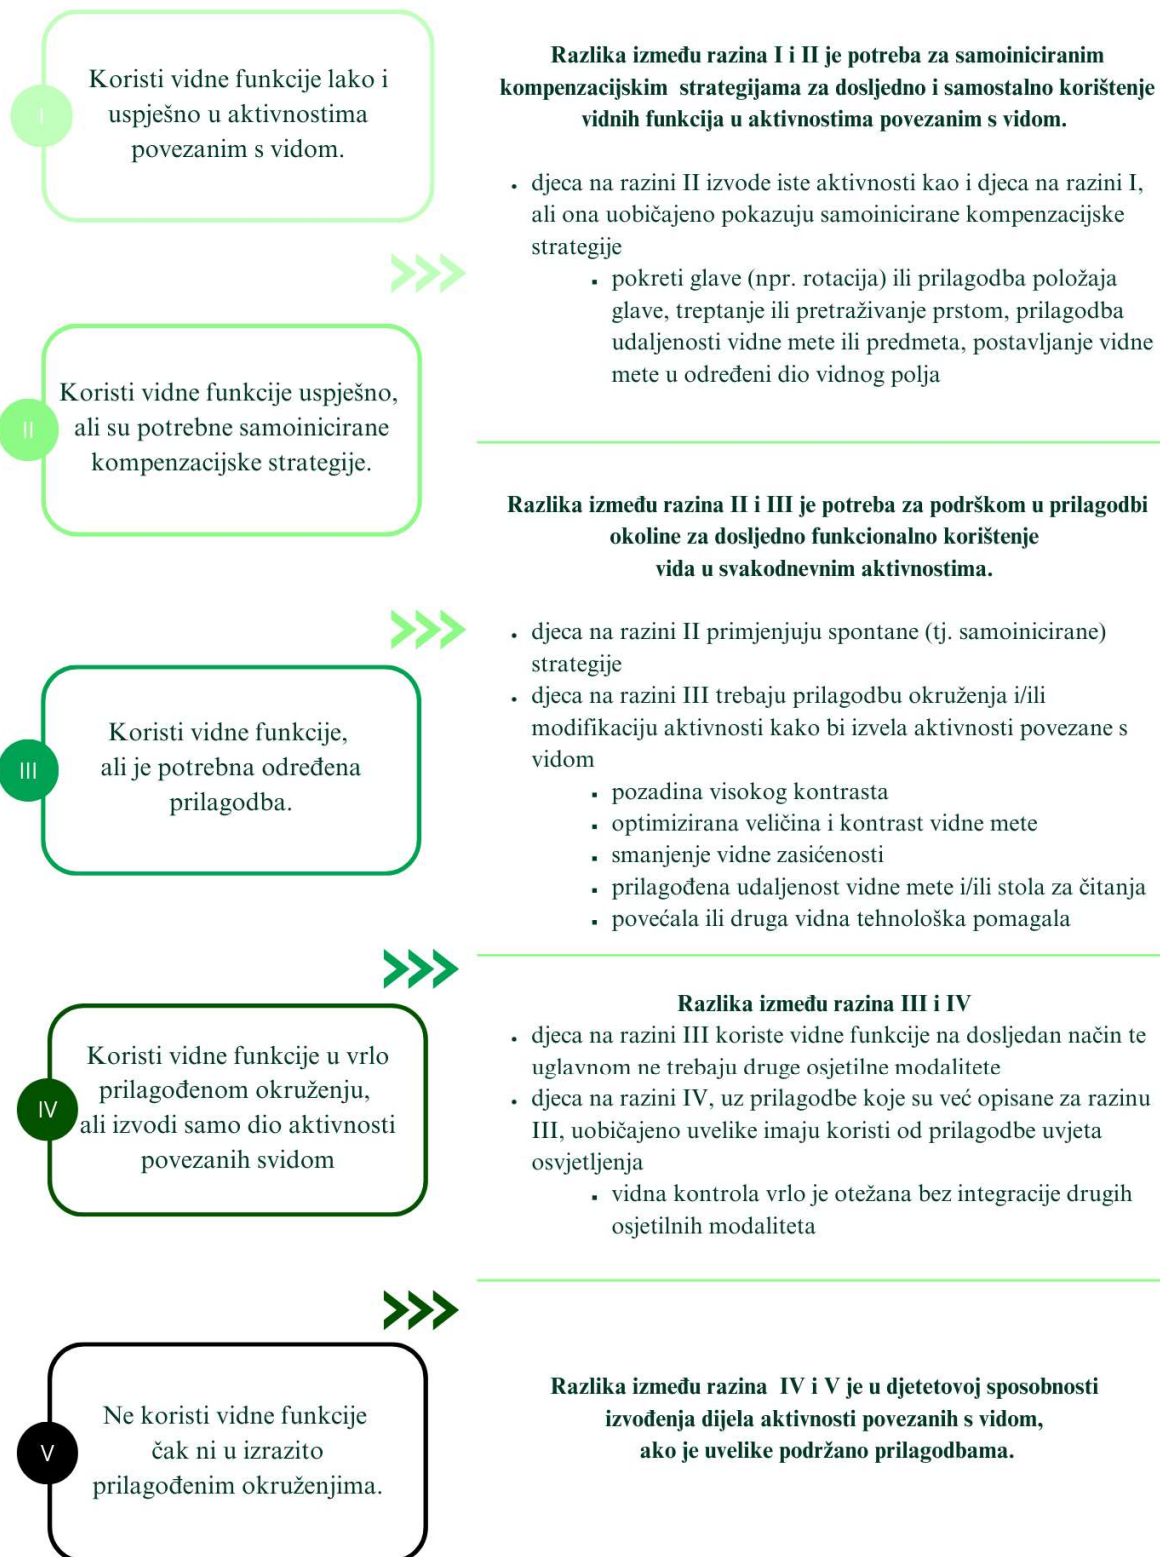 I
Koristi vidne funkcije lako i
uspješno u aktivnostima
povezanim s vidom.
Razlika između razina I i II je potreba za samoiniciranim
kompenzacijskim strategijama za dosljedno i samostalno korištenje
vidnih funkcija u aktivnostima povezanim s vidom.
• djeca na razini II izvode iste aktivnosti kao i djeca na razini I,
ali ona uobičajeno pokazuju samoinicirane kompenzacijske
strategije
▪ pokreti glave (npr. rotacija) ili prilagodba položaja
glave, treptanje ili pretraživanje prstom, prilagodba
udaljenosti vidne mete ili predmeta, postavljanje vidne
mete u određeni dio vidnog polja
II
Koristi vidne funkcije uspješno,
ali su potrebne samoinicirane
kompenzacijske strategije.
Razlika između razina II i III je potreba za podrškom u prilagodbi
okoline za dosljedno funkcionalno korištenje
vida u svakodnevnim aktivnostima.
• djeca na razini II primjenjuju spontane (tj. samoinicirane)
strategije
• djeca na razini III trebaju prilagodbu okruženja i/ili
modifikaciju aktivnosti kako bi izvela aktivnosti povezane s
vidom
▪ pozadina visokog kontrasta
▪ optimizirana veličina i kontrast vidne mete
▪ smanjenje vidne zasićenosti
▪ prilagođena udaljenost vidne mete i/ili stola za čitanja
▪ povećala ili druga vidna tehnološka pomagala
III
Koristi vidne funkcije,
ali je potrebna određena
prilagodba.
Razlika između razina III i IV
• djeca na razini III koriste vidne funkcije na dosljedan način te
uglavnom ne trebaju druge osjetilne modalitete
• djeca na razini IV, uz prilagodbe koje su već opisane za razinu
III, uobičajeno uvelike imaju koristi od prilagodbe uvjeta
osvjetljenja
▪ vidna kontrola vrlo je otežana bez integracije drugih
osjetilnih modaliteta
IV
Koristi vidne funkcije u vrlo
prilagođenom okruženju,
ali izvodi samo dio aktivnosti
povezanih svidom
Razlika između razina IV i V je u djetetovoj sposobnosti
izvođenja dijela aktivnosti povezanih s vidom,
ako je uvelike podržano prilagodbama.
V
Ne koristi vidne funkcije
čak ni u izrazito
prilagođenim okruženjima.